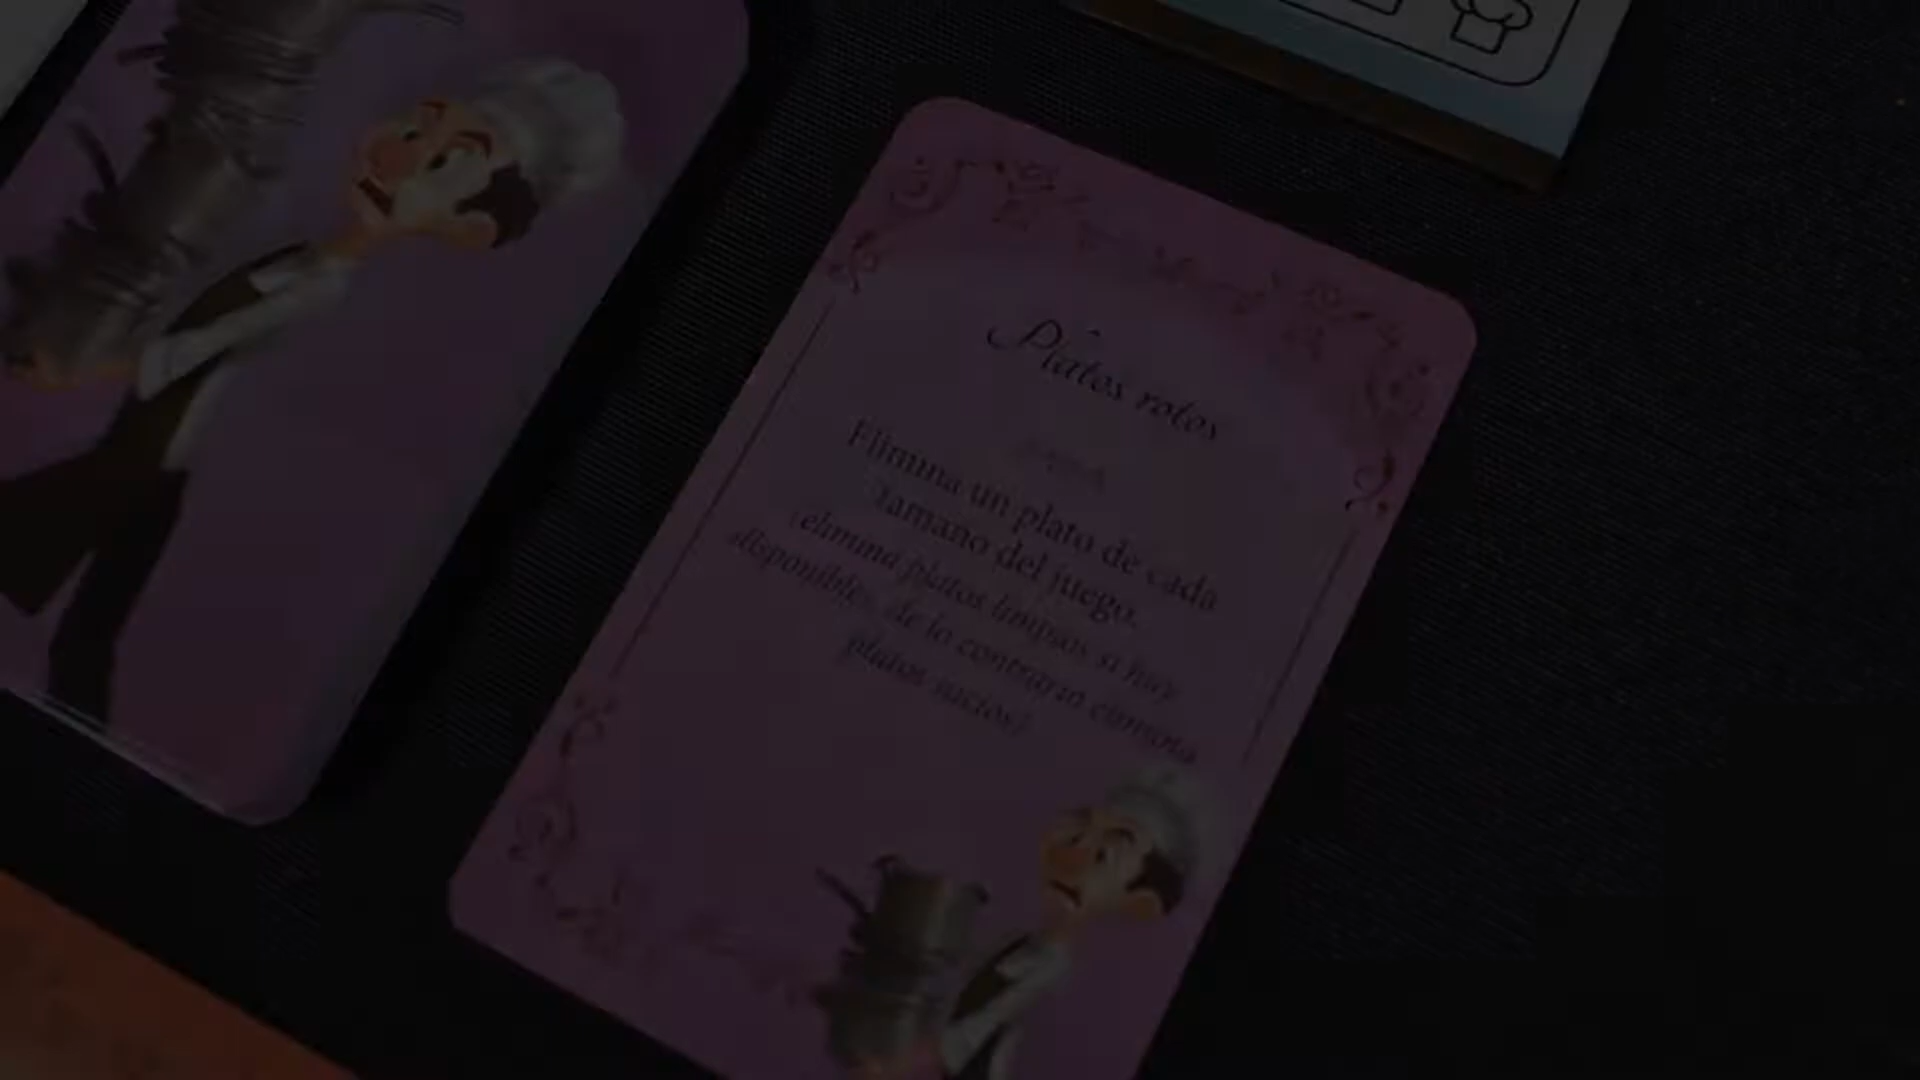 Platos rotos
Elimina un plato de cada
tamaño del juego.
(elimina platos limpios si hay
disponibles, de lo contrario elimina
platos sucios)